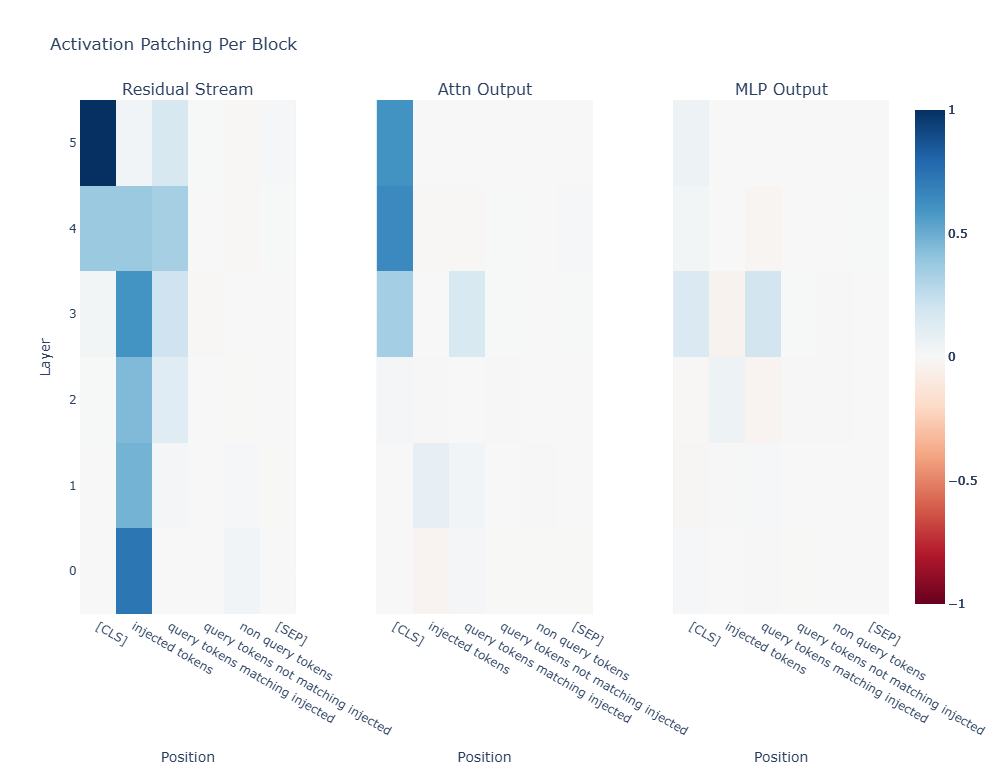 Activation Patching Per Block
Residual Stream
Attn Output
MLP Output
Layer
5
4
3
2
1
0
[CLS]
injected tokens
query tokens matching injected
query tokens not matching injected
non query tokens
[SEP]
[CLS]
injected tokens
query tokens matching injected
query tokens not matching injected
non query tokens
[SEP]
[CLS]
injected tokens
query tokens matching injected
query tokens not matching injected
non query tokens
[SEP]
Position
Position
Position
1
0.5
0
−0.5
−1